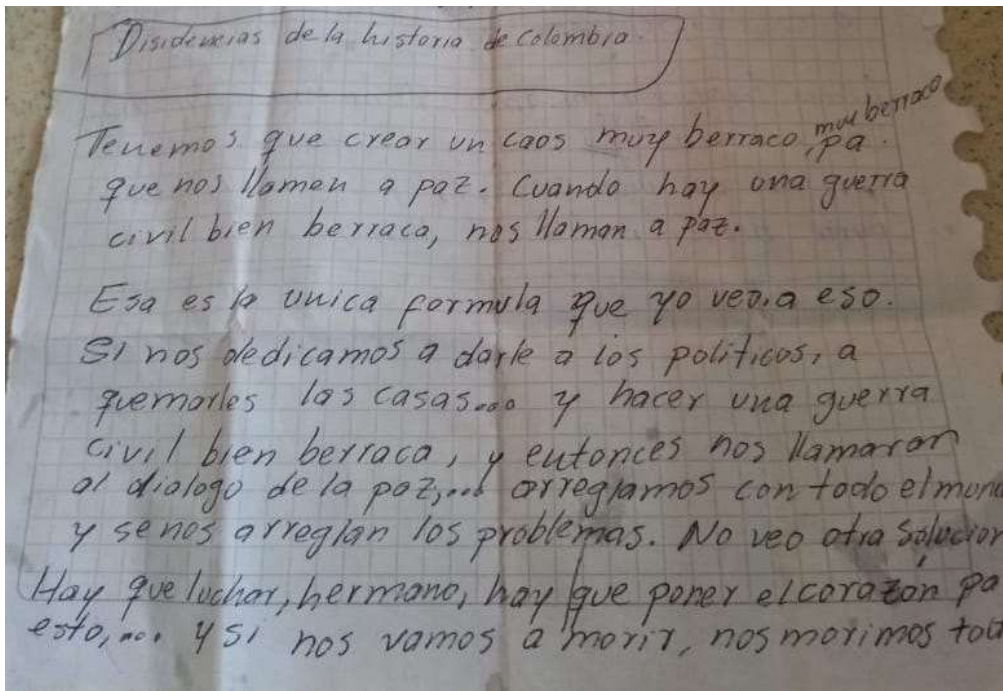 Disidencias de la historia de Colombia.
Tenemos que crear un caos muy berraco, muy berraco pa
que nos llamen a paz. Cuando hay una guerra
civil bien berraca, nos llaman a paz.
Esa es la unica formula que yo veo.a eso.
Si nos dedicamos a darle a los politicos, a
quemarles las casas... y hacer una guerra
civil bien berraca, y entonces nos llamaran
al dialogo de la paz,... arreglamos con todo el mun
y se nos arreglan los problemas. No veo otra solucion
Hay que luchar, hermano, hay que poner el corazón pa
esto,... y si nos vamos a morir, nos morimos tod